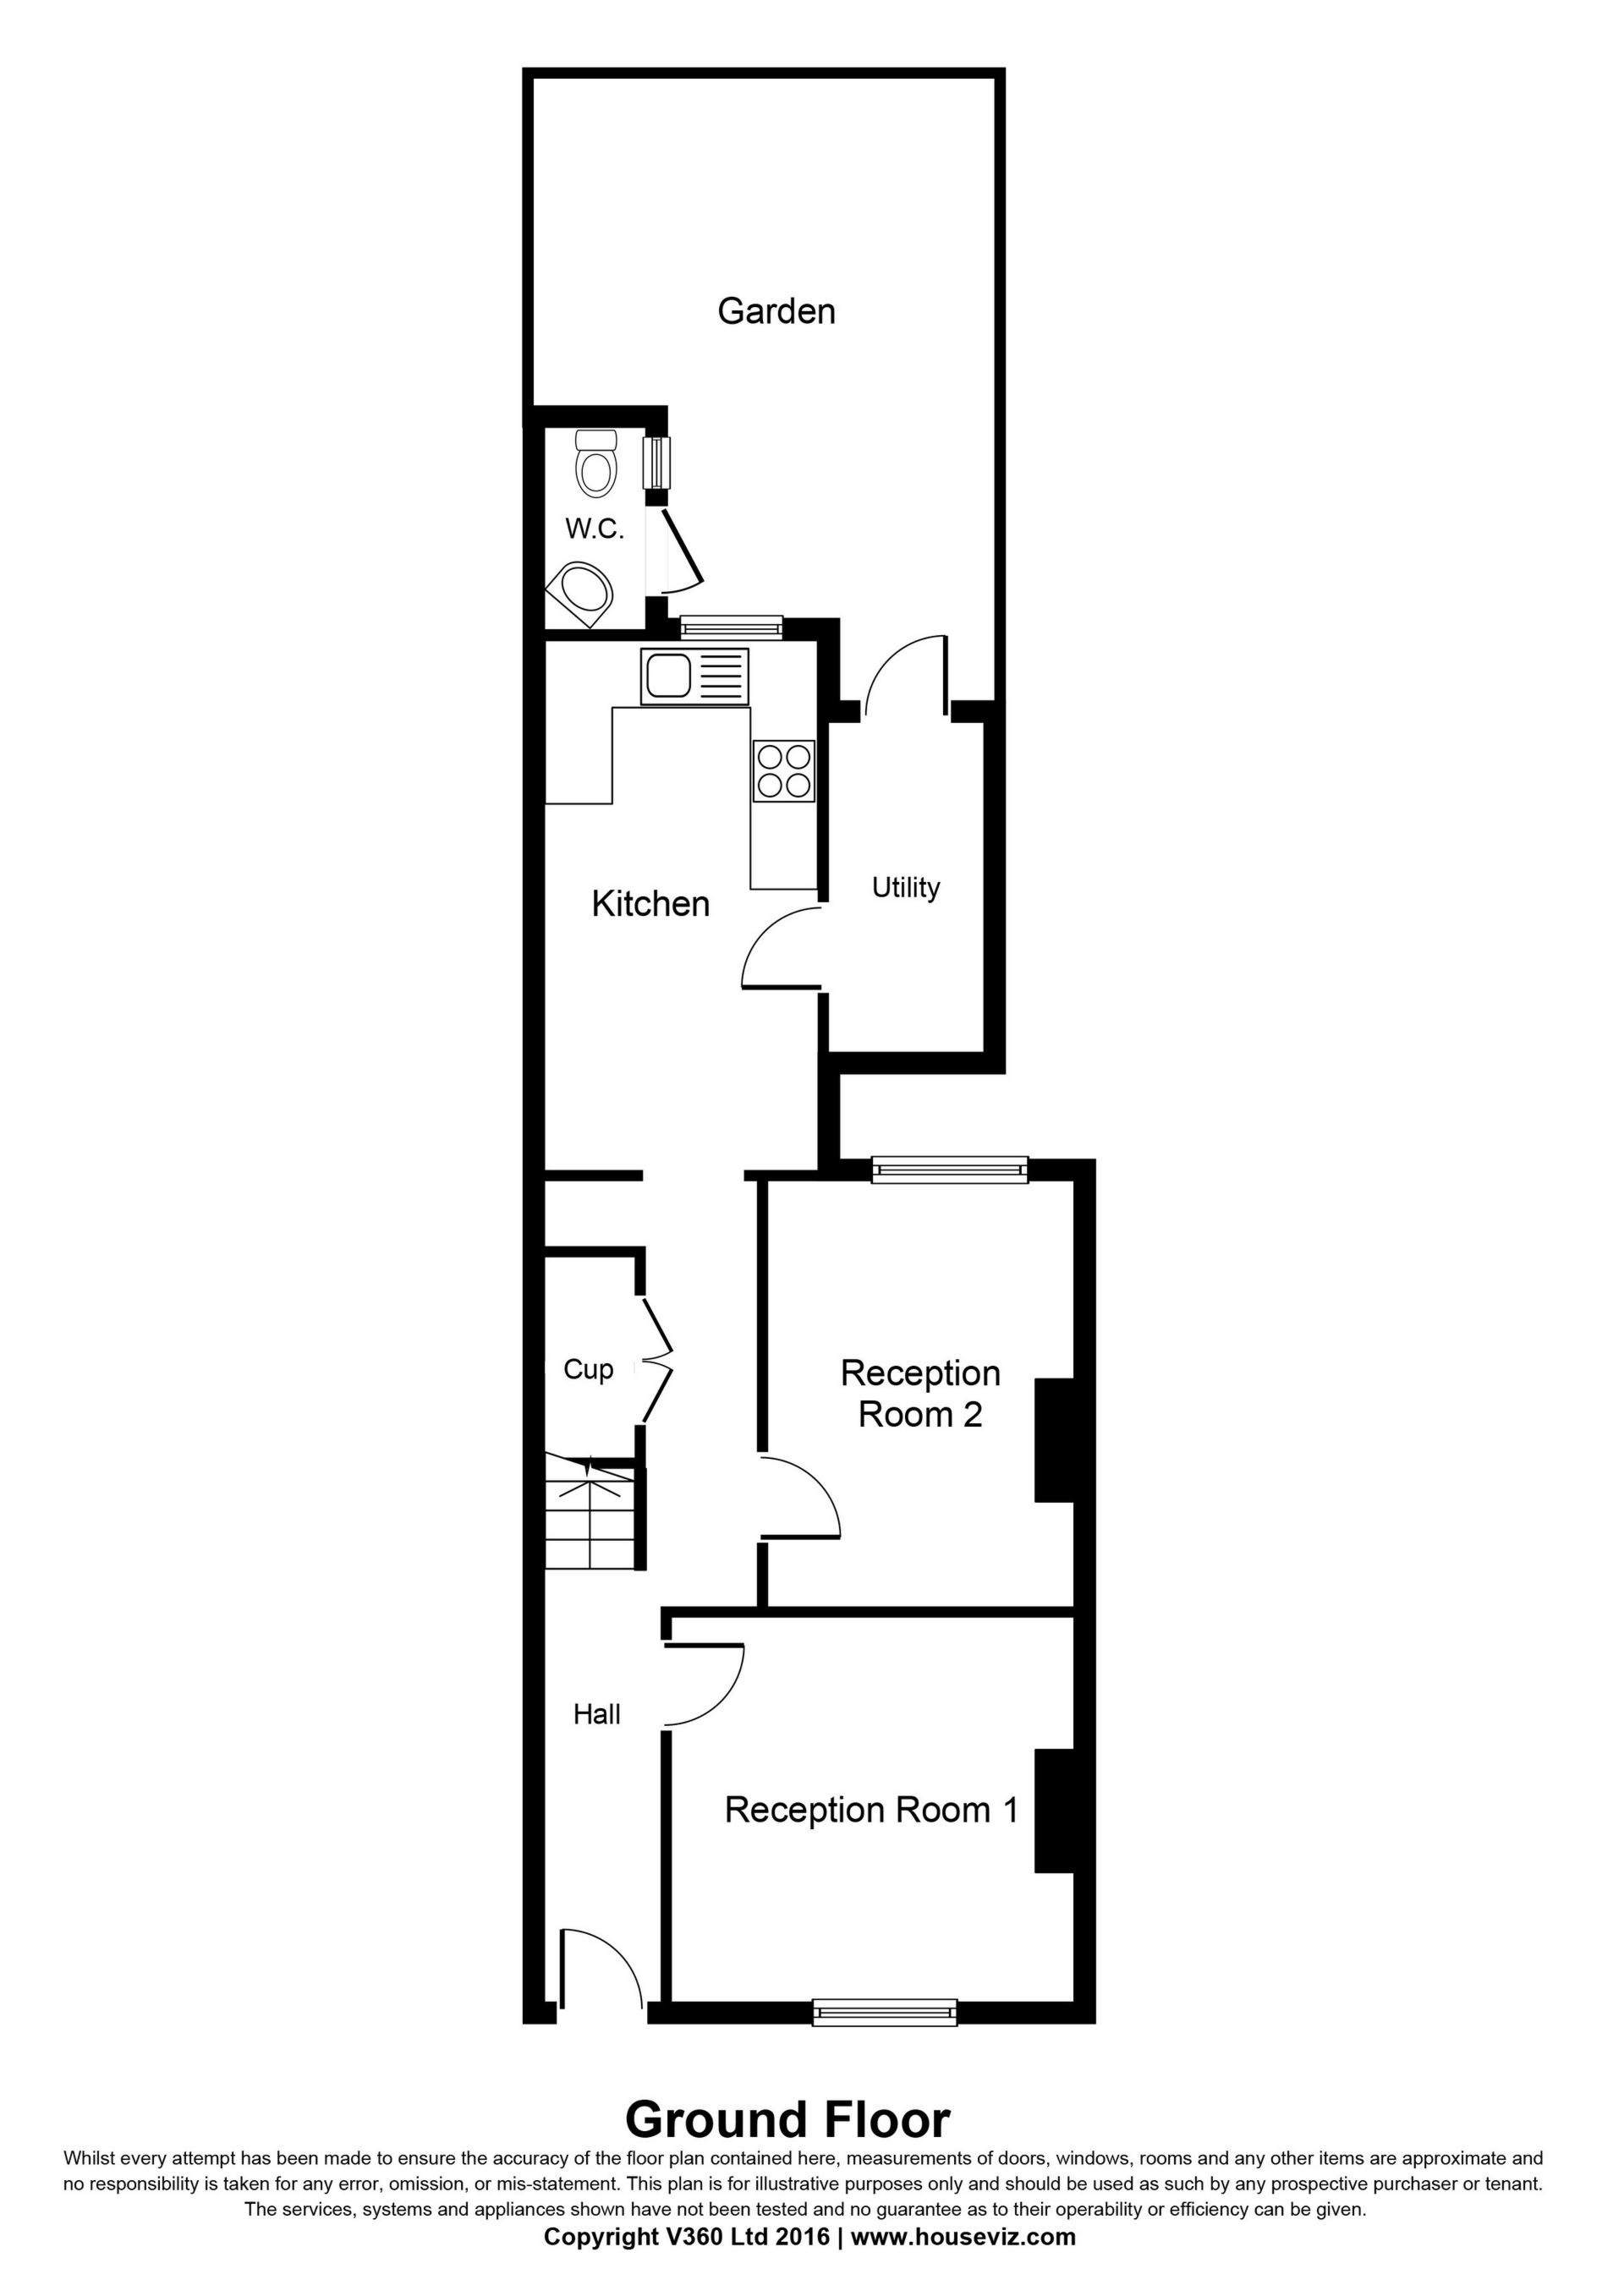 Garden
W.C.
Utility
Kitchen
Cup
Reception
Room 2
Hall
Reception Room 1
Ground Floor
Whilst every attempt has been made to ensure the accuracy of the floor plan contained here, measurements of doors, windows, rooms and any other items are approximate and
no responsibility is taken for any error, omission, or mis-statement. This plan is for illustrative purposes only and should be used as such by any prospective purchaser or tenant.
The services, systems and appliances shown have not been tested and no guarantee as to their operability or efficiency can be given.
Copyright V360 Ltd 2016 | www.houseviz.com